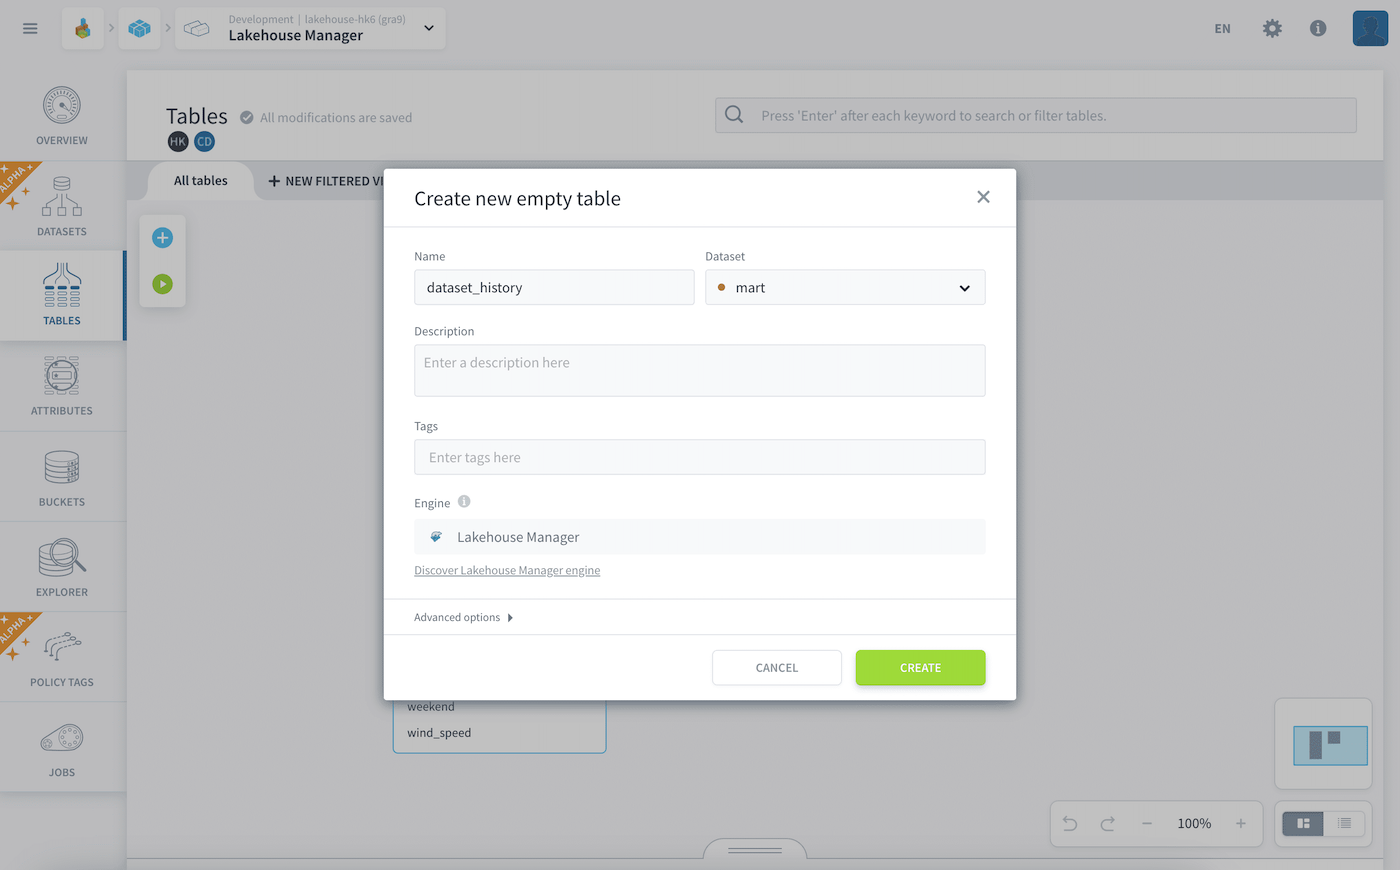 Development | lakehouse-hk6 (gra9)
Lakehouse Manager
EN
OVERVIEW
ALPHA
DATASETS
TABLES
ATTRIBUTES
BUCKETS
EXPLORER
ALPHA
POLICY TAGS
JOBS
Tables
All modifications are saved
HK CD
Press 'Enter' after each keyword to search or filter tables.
All tables
NEW FILTERED VI
Create new empty table
Name
dataset_history
Dataset
mart
Description
Enter a description here
Tags
Enter tags here
Engine
Lakehouse Manager
Discover Lakehouse Manager engine
Advanced options
CANCEL
CREATE
weekend
wind_speed
100%